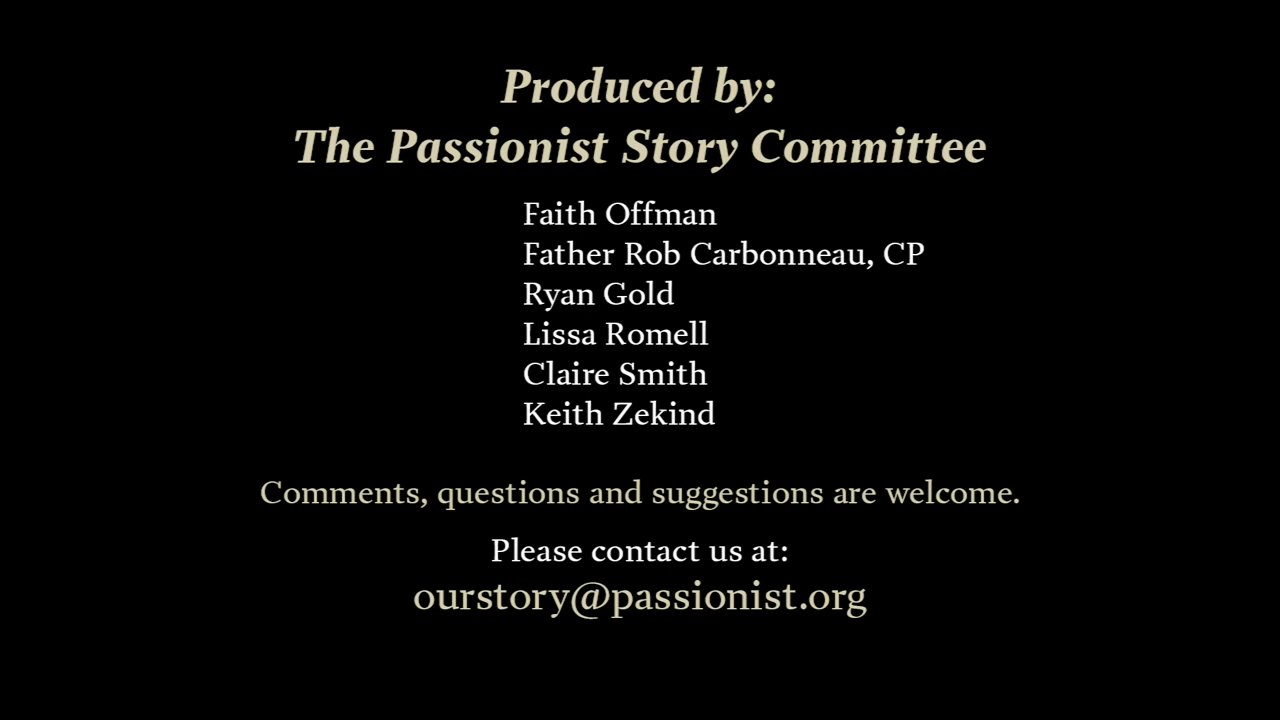 Produced by:
The Passionist Story Committee
Faith Offman
Father Rob Carbonneau, CP
Ryan Gold
Lissa Romell
Claire Smith
Keith Zekind
Comments, questions and suggestions are welcome.
Please contact us at:
ourstory@passionist.org